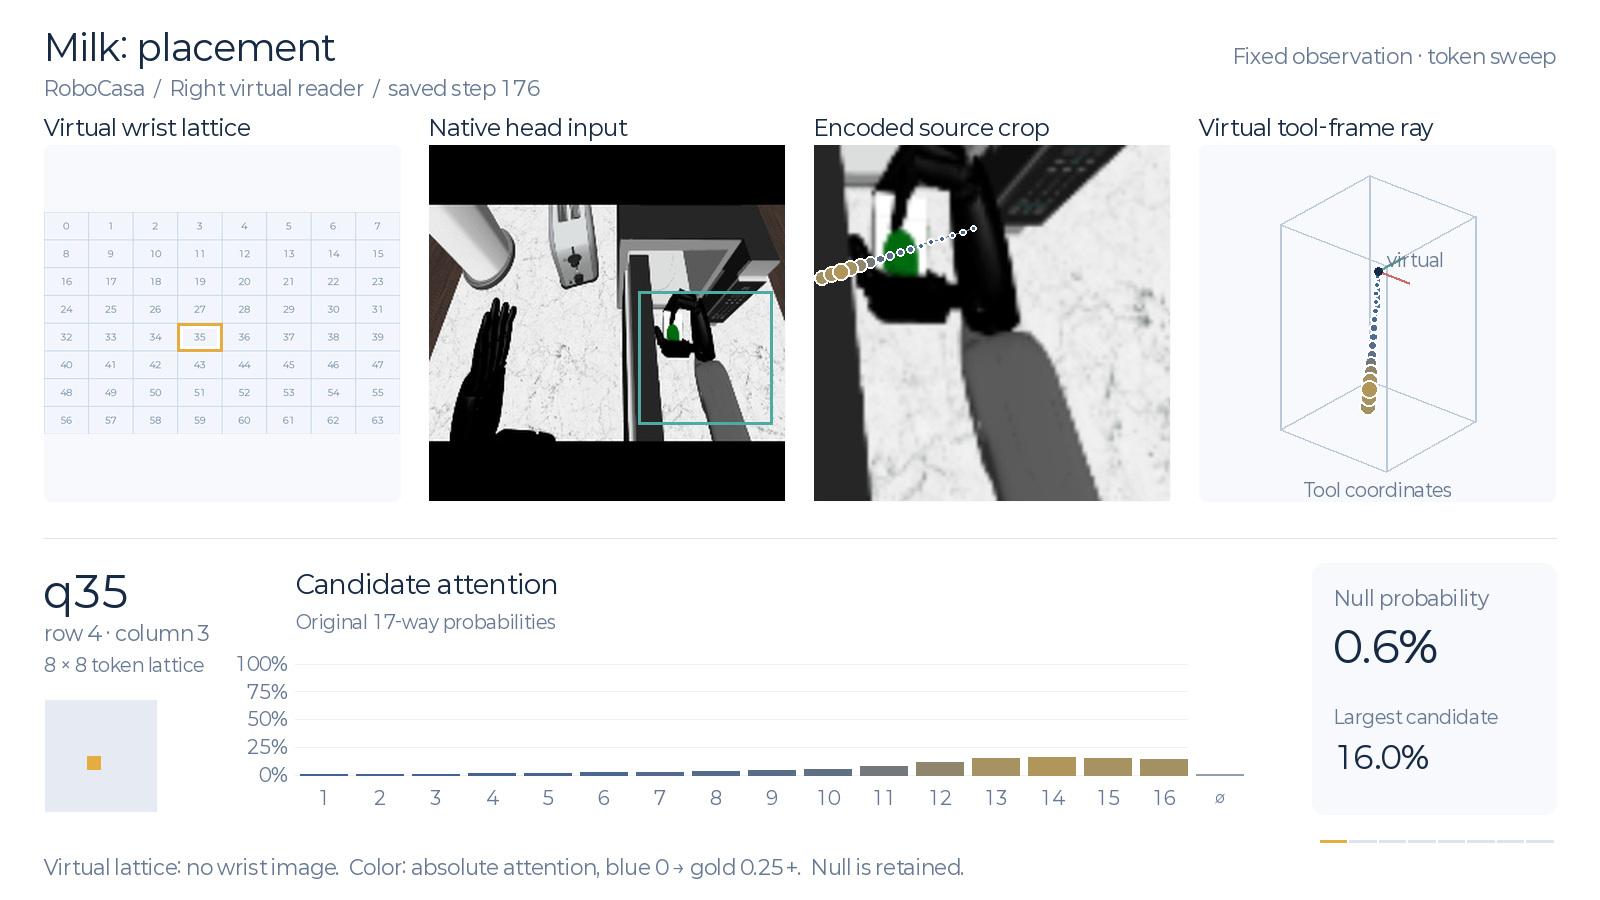 Milk: placement
Fixed observation · token sweep
RoboCasa / Right virtual reader / saved step 176
Virtual wrist lattice
Native head input
Encoded source crop
Virtual tool-frame ray
0 1 2 3 4 5 6 7
8 9 10 11 12 13 14 15
16 17 18 19 20 21 22 23
24 25 26 27 28 29 30 31
32 33 34 35 36 37 38 39
40 41 42 43 44 45 46 47
48 49 50 51 52 53 54 55
56 57 58 59 60 61 62 63
virtual
Tool coordinates
q35
row 4 · column 3
8 × 8 token lattice
Candidate attention
Original 17-way probabilities
100%
75%
50%
25%
0%
1 2 3 4 5 6 7 8 9 10 11 12 13 14 15 16 ø
Null probability
0.6%
Largest candidate
16.0%
Virtual lattice: no wrist image. Color: absolute attention, blue 0 → gold 0.25+. Null is retained.